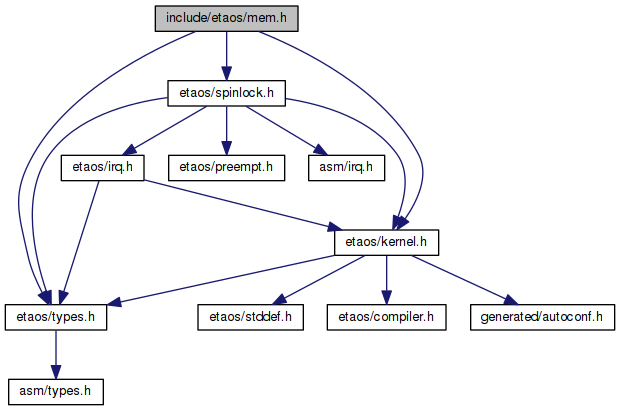 include/etaos/mem.h
etaos/spinlock.h
etaos/irq.h
etaos/preempt.h
asm/irq.h
etaos/kernel.h
etaos/types.h
etaos/stddef.h
etaos/compiler.h
generated/autoconf.h
asm/types.h